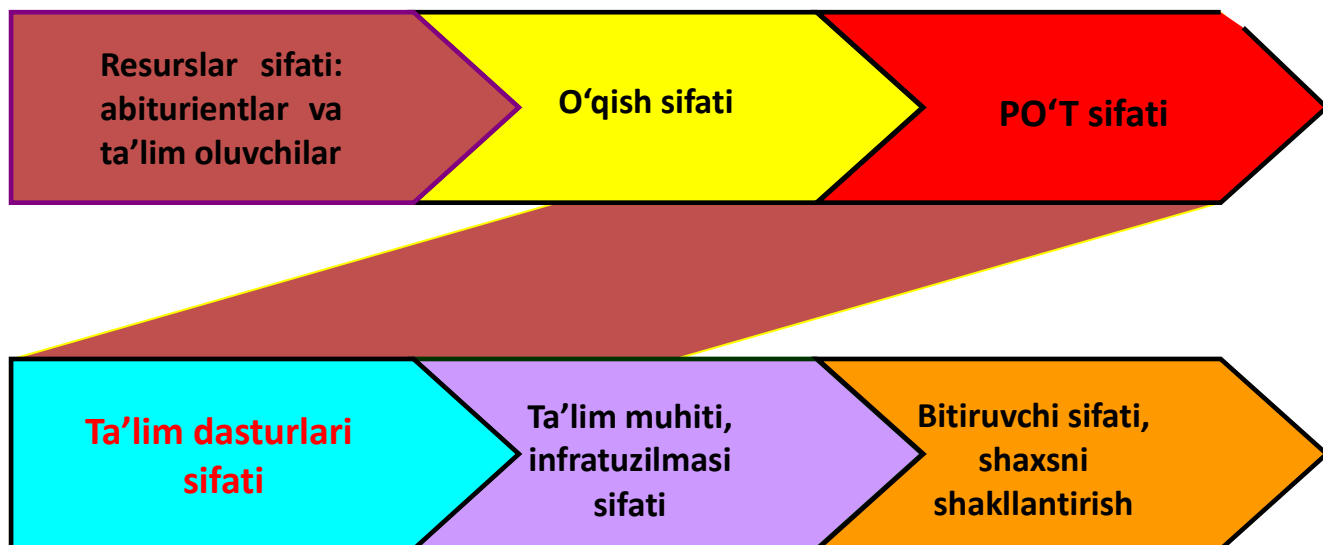 Resurslar sifati:
abiturientlar va
ta’lim oluvchilar
O‘qish sifati
PO‘T sifati
Ta’lim dasturlari
sifati
Ta’lim muhiti,
infratuzilmasi
sifati
Bitiruvchi sifati,
shaxsni
shakllantirish